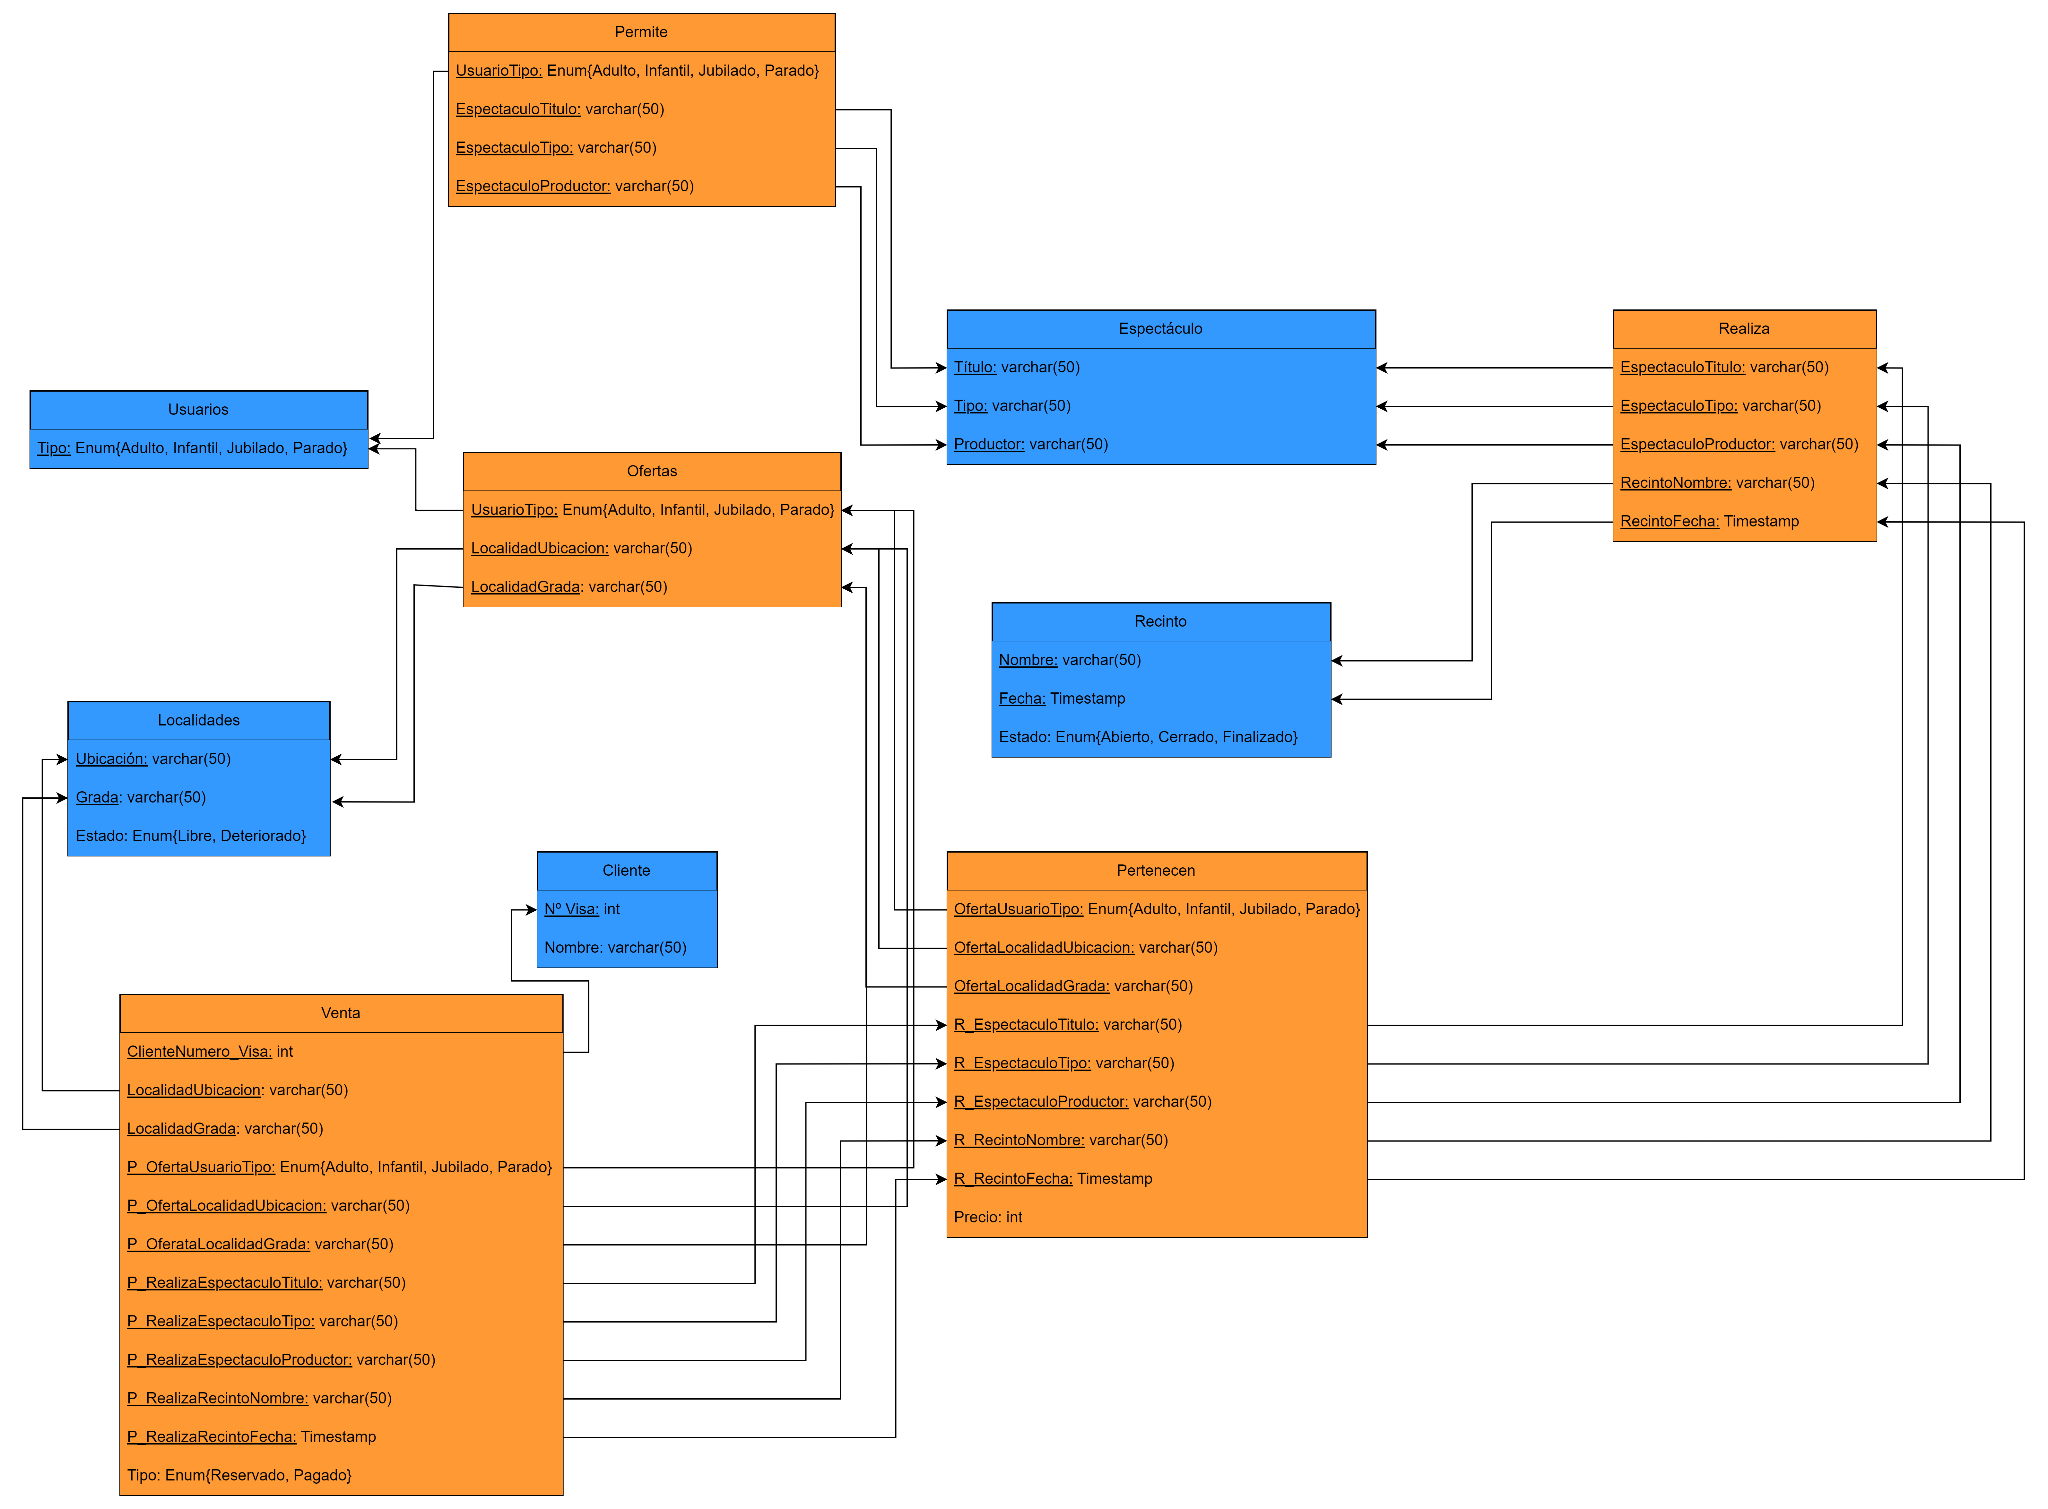 Permite
UsuarioTipo: Enum{Adulto, Infantil, Jubilado, Parado}
EspectaculoTitulo: varchar(50)
EspectaculoTipo: varchar(50)
EspectaculoProductor: varchar(50)
Espectáculo
Título: varchar(50)
Tipo: varchar(50)
Productor: varchar(50)
Realiza
EspectaculoTitulo: varchar(50)
EspectaculoTipo: varchar(50)
EspectaculoProductor: varchar(50)
RecintoNombre: varchar(50)
RecintoFecha: Timestamp
Usuarios
Tipo: Enum{Adulto, Infantil, Jubilado, Parado}
Ofertas
UsuarioTipo: Enum{Adulto, Infantil, Jubilado, Parado}
LocalidadUbicacion: varchar(50)
LocalidadGrada: varchar(50)
Recinto
Nombre: varchar(50)
Fecha: Timestamp
Estado: Enum{Abierto, Cerrado, Finalizado}
Localidades
Ubicación: varchar(50)
Grada: varchar(50)
Estado: Enum{Libre, Deteriorado}
Cliente
Nº Visa: int
Nombre: varchar(50)
Pertenecen
OfertaUsuarioTipo: Enum{Adulto, Infantil, Jubilado, Parado}
OfertaLocalidadUbicacion: varchar(50)
OfertaLocalidadGrada: varchar(50)
R_EspectaculoTitulo: varchar(50)
R_EspectaculoTipo: varchar(50)
R_EspectaculoProductor: varchar(50)
R_RecintoNombre: varchar(50)
R_RecintoFecha: Timestamp
Precio: int
Venta
ClienteNumero_Visa: int
LocalidadUbicacion: varchar(50)
LocalidadGrada: varchar(50)
P_OfertaUsuarioTipo: Enum{Adulto, Infantil, Jubilado, Parado}
P_OfertaLocalidadUbicacion: varchar(50)
P_OferataLocalidadGrada: varchar(50)
P_RealizaEspectaculoTitulo: varchar(50)
P_RealizaEspectaculoTipo: varchar(50)
P_RealizaEspectaculoProductor: varchar(50)
P_RealizaRecintoNombre: varchar(50)
P_RealizaRecintoFecha: Timestamp
Tipo: Enum{Reservado, Pagado}